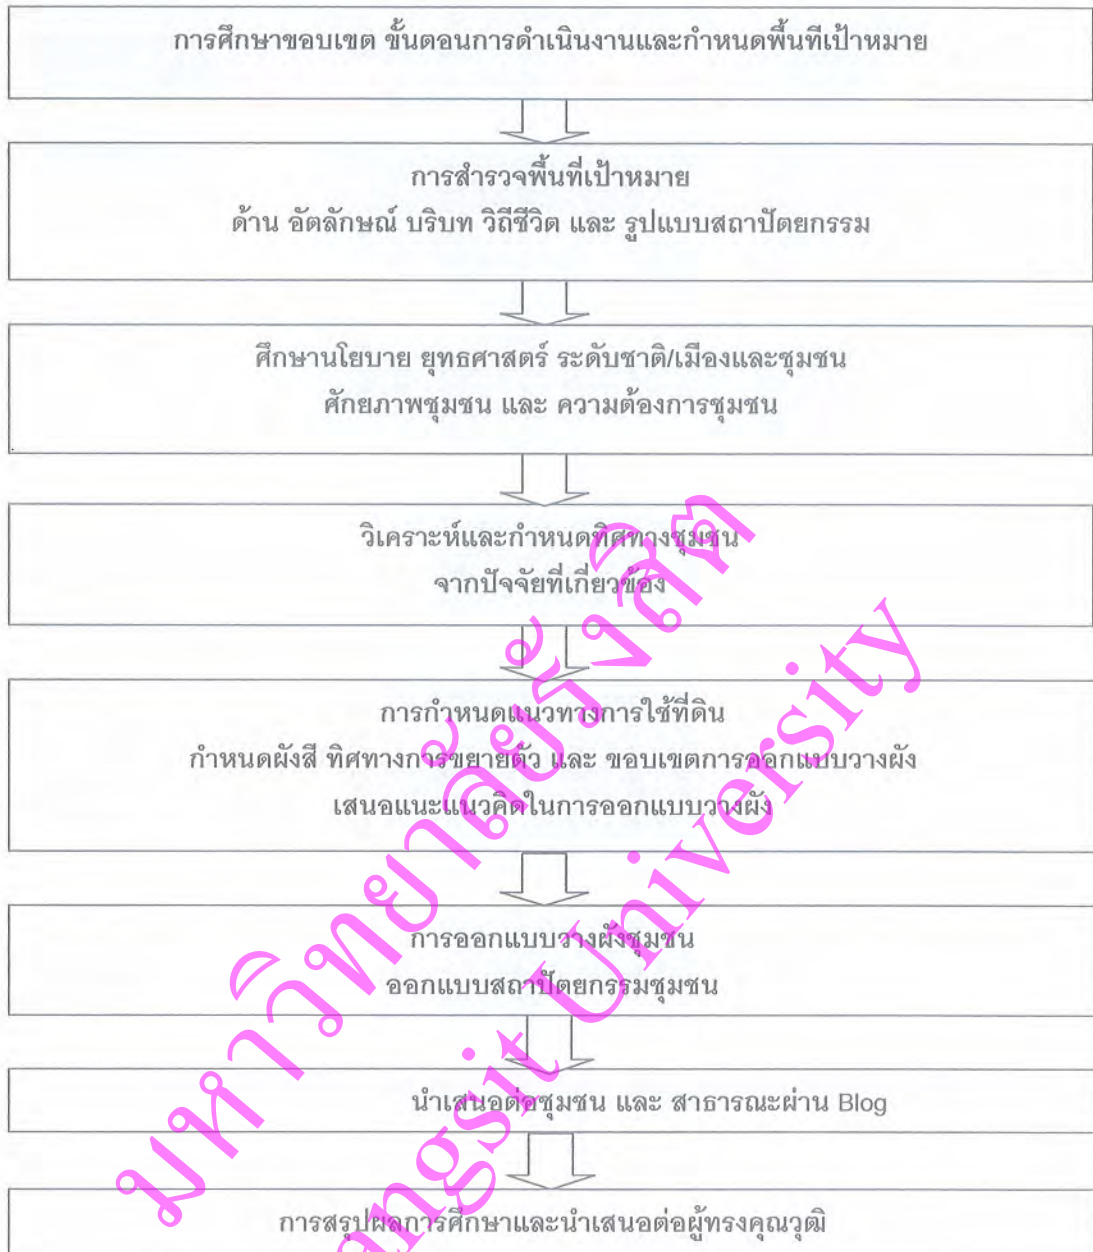 การศึกษาขอบเขต ขั้นตอนการดำเนินงานและกำหนดพื้นที่เป้าหมาย
การสำรวจพื้นที่เป้าหมาย
ด้าน อัตลักษณ์ บริบท วิถีชีวิต และ รูปแบบสถาปัตยกรรม
ศึกษานโยบาย ยุทธศาสตร์ ระดับชาติ/เมืองและชุมชน
ศักยภาพชุมชน และ ความต้องการชุมชน
วิเคราะห์และกำหนดทิศทางชุมชน
จากปัจจัยที่เกี่ยวข้อง
การกำหนดแนวทางการใช้ที่ดิน
กำหนดผังสี ทิศทางการขยายตัว และ ขอบเขตการออกแบบวางผัง
เสนอแนะแนวคิดในการออกแบบวางผัง
การออกแบบวางผังชุมชน
ออกแบบสถาปัตยกรรมชุมชน
นำเสนอต่อชุมชน และ สาธารณะผ่าน Blog
การสรุปผลการศึกษาและนำเสนอต่อผู้ทรงคุณวุฒิ
มหาวิทยาลัยรังสิต
Rangsit University